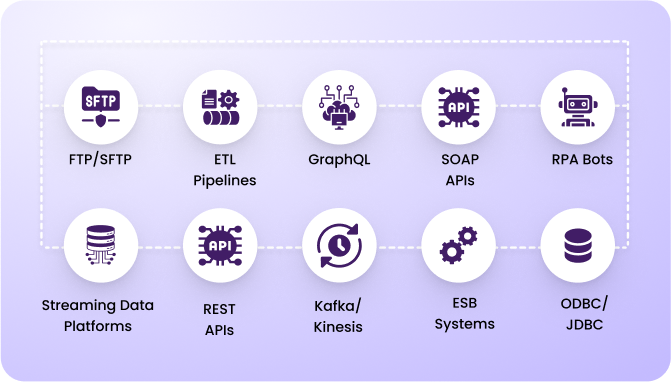 SFTP
FTP/SFTP
ETL
Pipelines
GraphQL
API
SOAP
APIs
RPA Bots
Streaming Data
Platforms
API
REST
APIs
Kafka/
Kinesis
ESB
Systems
ODBC/
JDBC